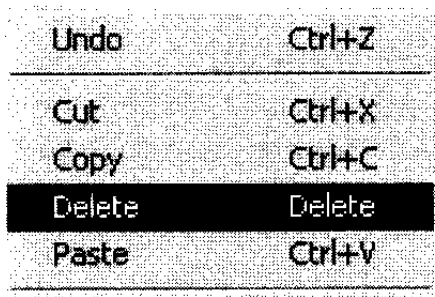 Undo Ctrl+Z
Cut Ctrl+X
Copy Ctrl+C
Delete Delete
Paste Ctrl+V